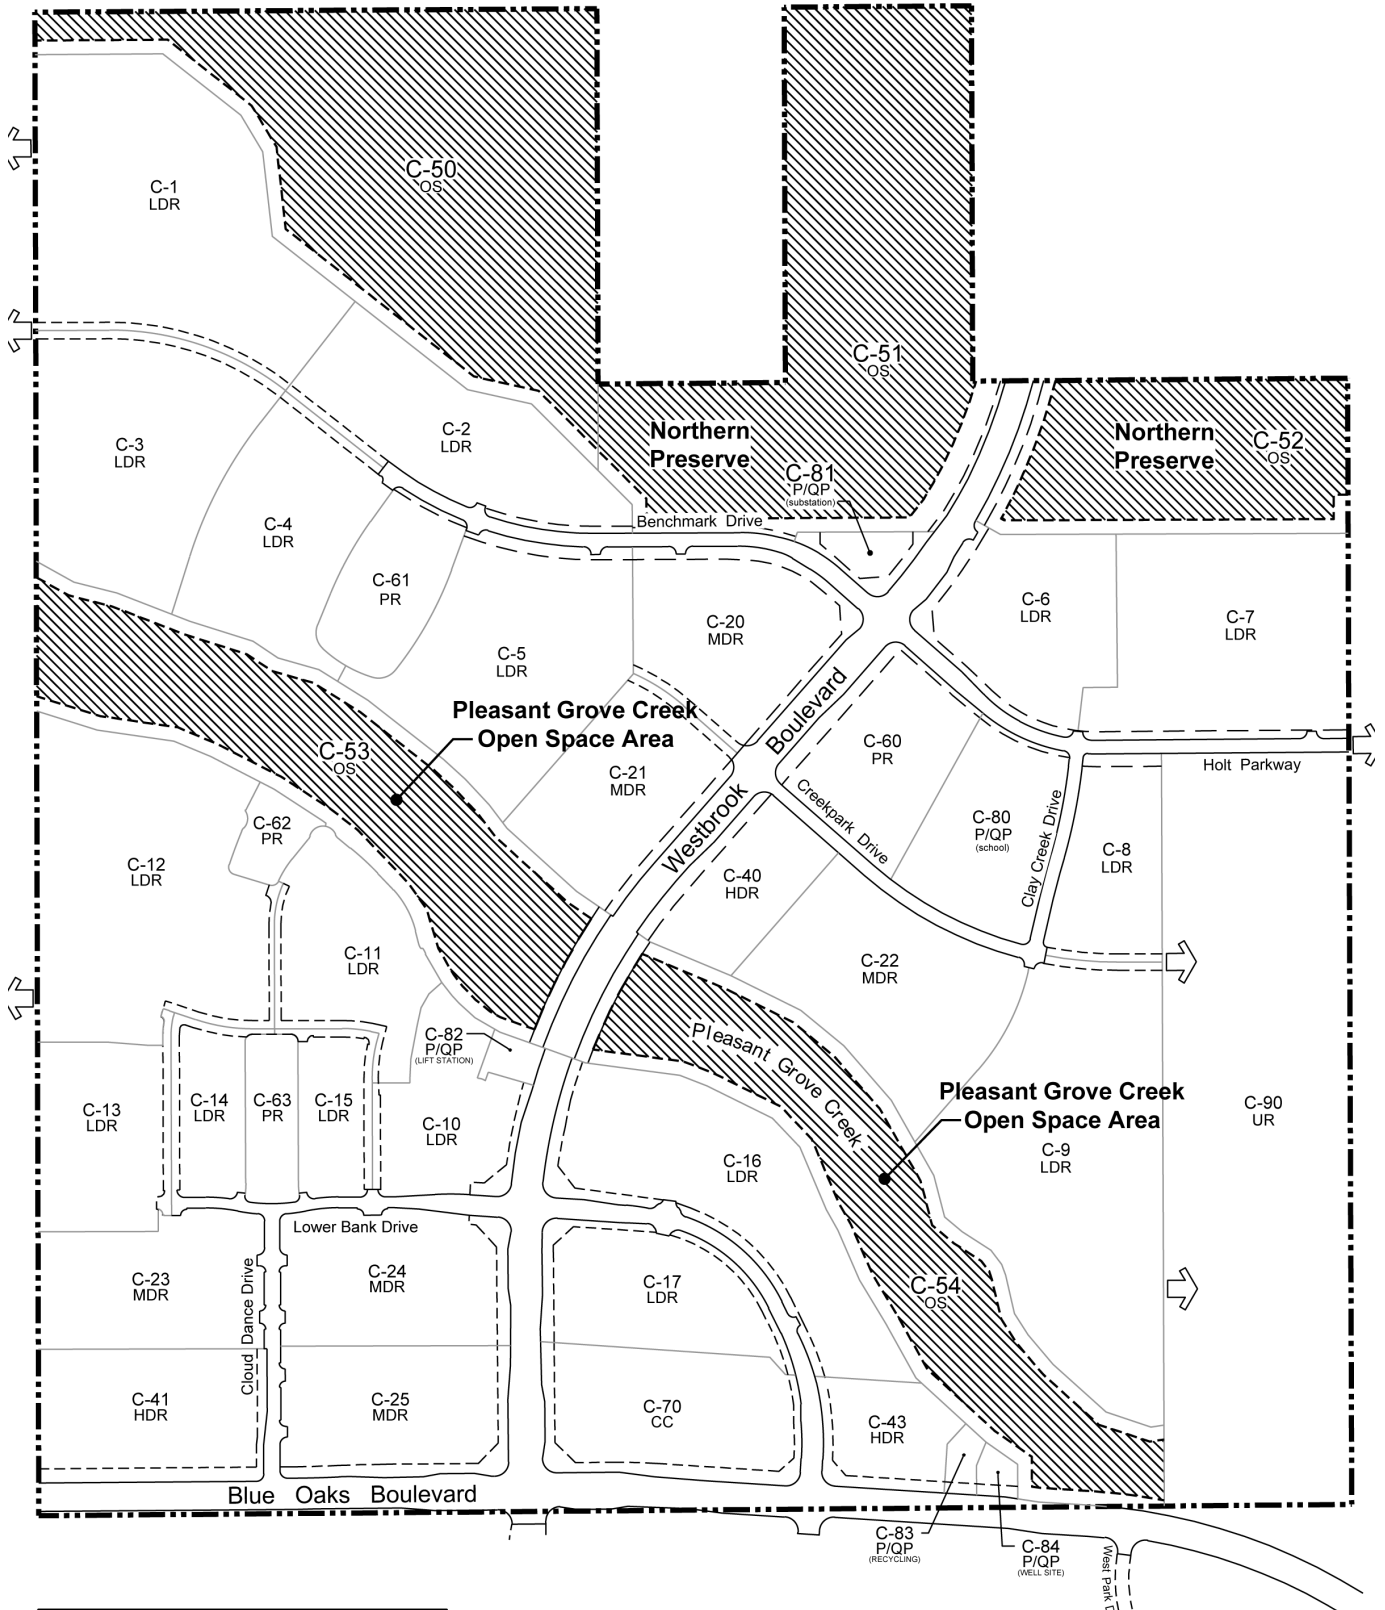 C-50
OS
C-1
LDR
C-51
OS
C-2
LDR
C-3
LDR
Northern
Preserve
Northern
Preserve
C-52
OS
C-81
P/QP
(substation)
Benchmark Drive
C-4
LDR
C-61
PR
C-6
LDR
C-7
LDR
C-20
MDR
C-5
LDR
Pleasant Grove Creek
Open Space Area
C-53
OS
C-21
MDR
Westbrook Boulevard
C-60
PR
Holt Parkway
Creekpark Drive
C-80
P/QP
(school)
Clay Creek Drive
C-8
LDR
C-62
PR
C-12
LDR
C-40
HDR
C-11
LDR
C-22
MDR
C-82
P/QP
(LIFT STATION)
Pleasant Grove Creek
Pleasant Grove Creek
Open Space Area
C-13
LDR
C-14
LDR
C-63
PR
C-15
LDR
C-10
LDR
C-90
UR
C-16
LDR
C-9
LDR
Lower Bank Drive
C-23
MDR
Cloud Dance Drive
C-24
MDR
C-17
LDR
C-54
OS
C-41
HDR
C-25
MDR
C-70
CC
C-43
HDR
Blue Oaks Boulevard
C-83
P/QP
(RECYCLING)
C-84
P/QP
(WELL SITE)
West Park D